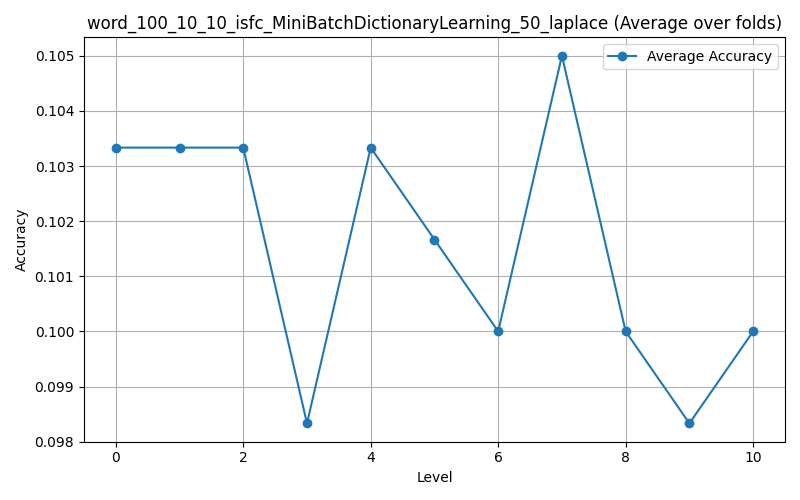 word_100_10_10_isfc_MiniBatchDictionaryLearning_50_laplace (Average over folds)
Average Accuracy
0.105
0.104
0.103
0.102
0.101
0.100
0.099
0.098
Accuracy
0 2 4 6 8 10
Level